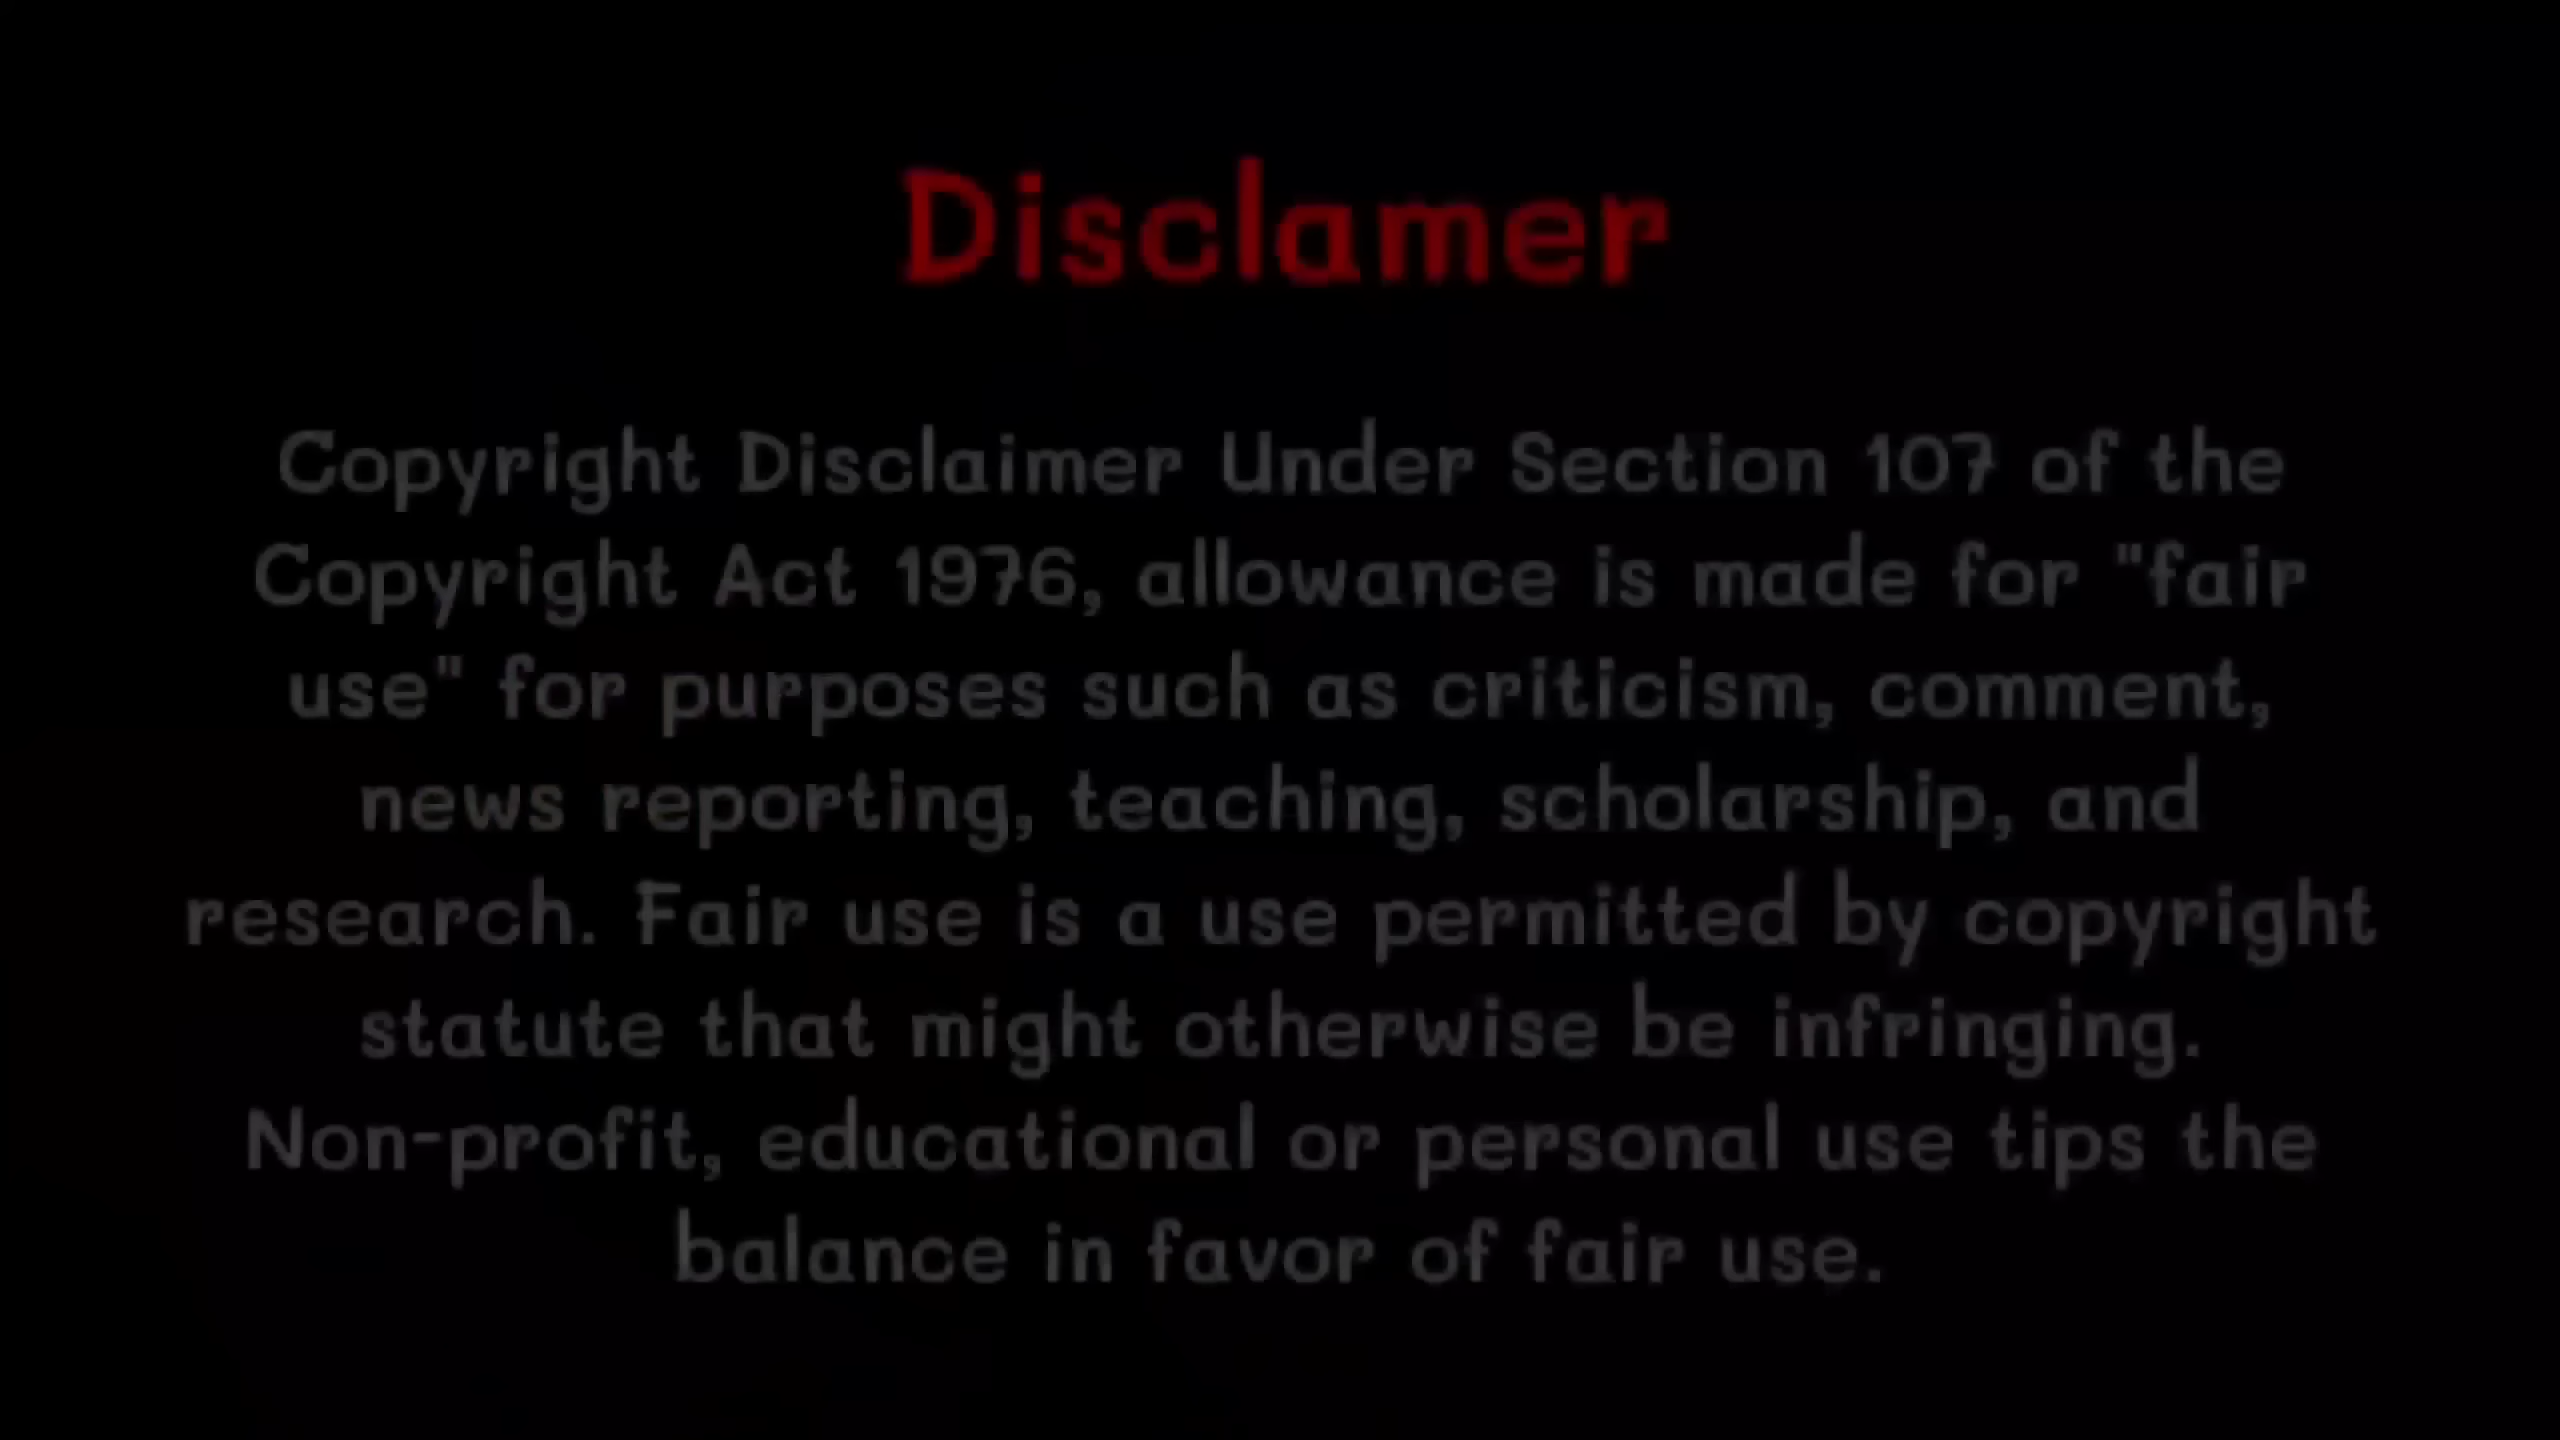 Disclamer
Copyright Disclaimer Under Section 107 of the
Copyright Act 1976, allowance is made for "fair
use" for purposes such as criticism, comment,
news reporting, teaching, scholarship, and
research. Fair use is a use permitted by copyright
statute that might otherwise be infringing.
Non-profit, educational or personal use tips the
balance in favor of fair use.